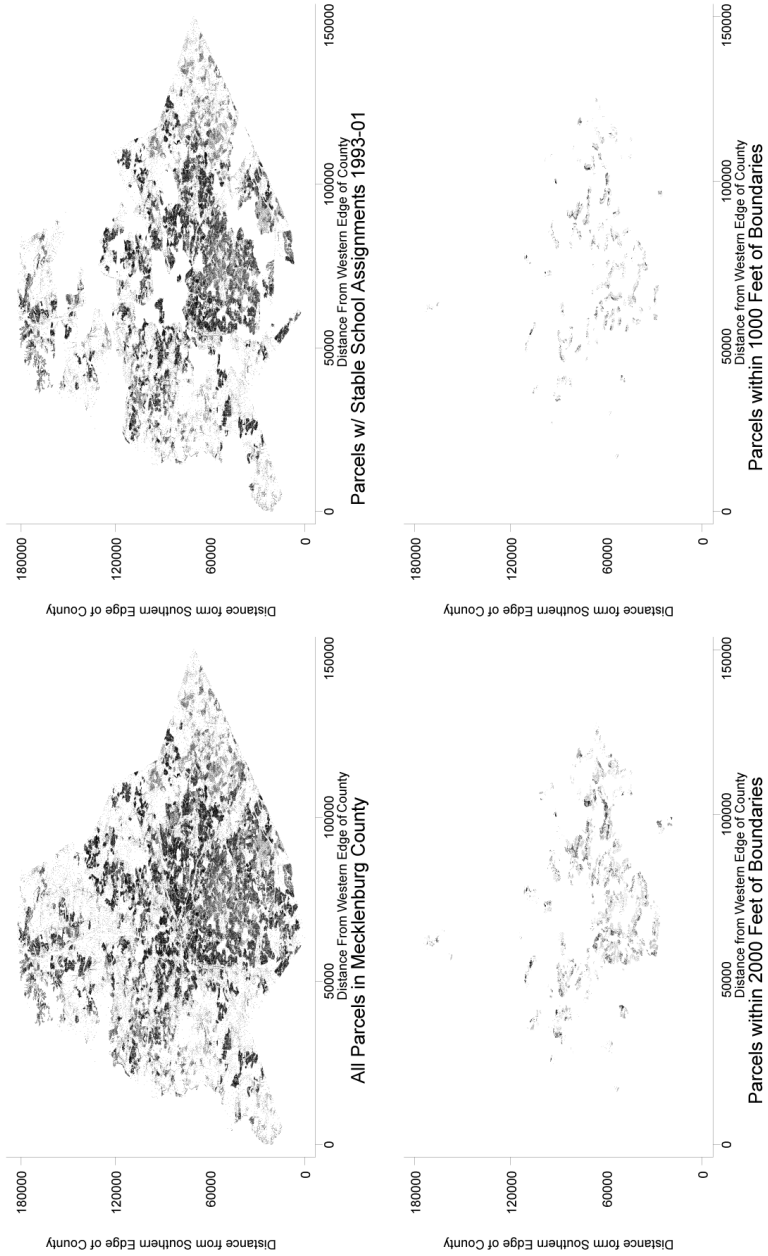 Distance from Southern Edge of County
180000
120000
60000
0
0
50000
100000
150000
Distance From Western Edge of County
All Parcels in Mecklenburg County
Distance form Southern Edge of County
180000
120000
60000
0
0
50000
100000
150000
Distance From Western Edge of County
Parcels w/ Stable School Assignments 1993-01
Distance form Southern Edge of County
180000
120000
60000
0
0
50000
100000
150000
Distance from Western Edge of County
Parcels within 2000 Feet of Boundaries
Distance form Southern Edge of County
180000
120000
60000
0
0
50000
100000
150000
Distance from Western Edge of County
Parcels within 1000 Feet of Boundaries